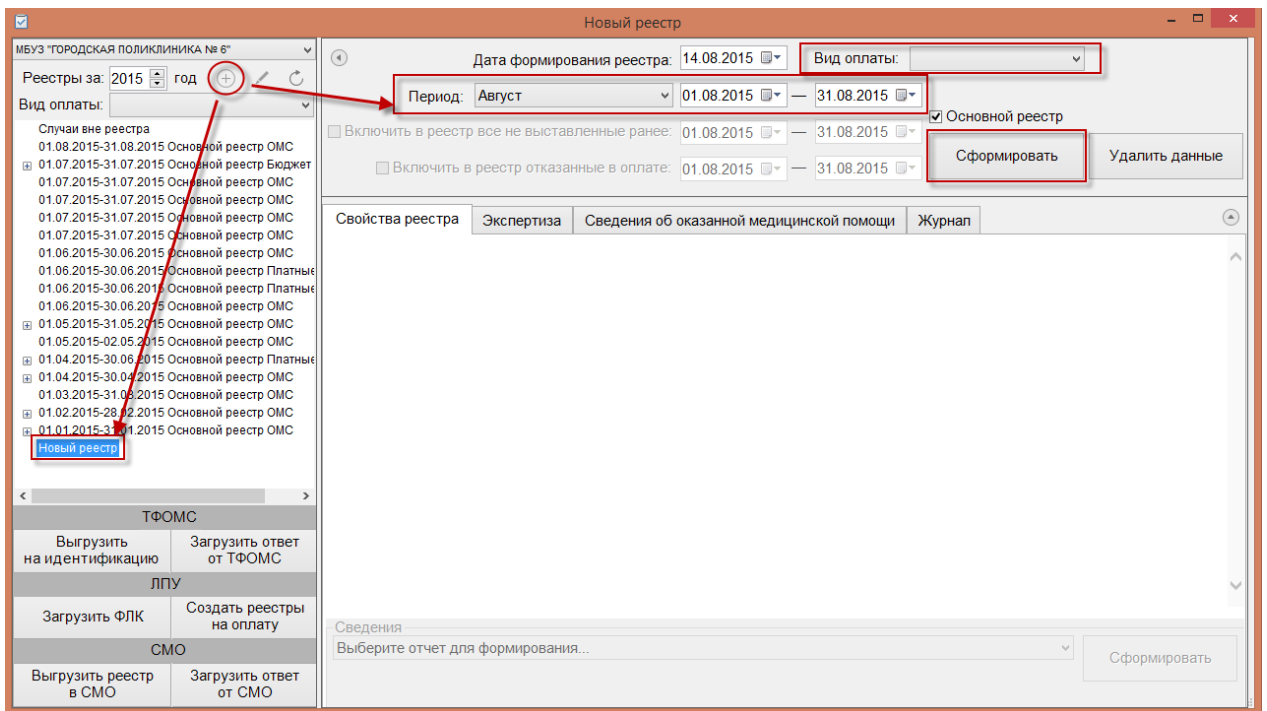 Новый реестр
МБУЗ "ГОРОДСКАЯ ПОЛИКЛИНИКА № 6"
Реестры за: 2015 год
Вид оплаты:
Случаи вне реестра
01.08.2015-31.08.2015 Основной реестр ОМС
01.07.2015-31.07.2015 Основной реестр Бюджет
01.07.2015-31.07.2015 Основной реестр ОМС
01.07.2015-31.07.2015 Основной реестр ОМС
01.07.2015-31.07.2015 Основной реестр ОМС
01.07.2015-31.07.2015 Основной реестр ОМС
01.06.2015-30.06.2015 Основной реестр ОМС
01.06.2015-30.06.2015 Основной реестр Платные
01.06.2015-30.06.2015 Основной реестр Платные
01.06.2015-30.06.2015 Основной реестр ОМС
01.05.2015-31.05.2015 Основной реестр ОМС
01.05.2015-02.05.2015 Основной реестр ОМС
01.04.2015-30.06.2015 Основной реестр Платные
01.04.2015-30.04.2015 Основной реестр ОМС
01.03.2015-31.03.2015 Основной реестр ОМС
01.02.2015-28.02.2015 Основной реестр ОМС
01.01.2015-31.01.2015 Основной реестр ОМС
Новый реестр
ТФОМС
Выгрузить на идентификацию
Загрузить ответ от ТФОМС
ЛПУ
Загрузить ФЛК
Создать реестры на оплату
СМО
Выгрузить реестр в СМО
Загрузить ответ от СМО
Дата формирования реестра: 14.08.2015 Вид оплаты:
Период: Август 01.08.2015 — 31.08.2015
Основной реестр
Включить в реестр все не выставленные ранее: 01.08.2015 — 31.08.2015
Включить в реестр отказанные в оплате: 01.08.2015 — 31.08.2015
Сформировать Удалить данные
Свойства реестра Экспертиза Сведения об оказанной медицинской помощи Журнал
Сведения
Выберите отчет для формирования...
Сформировать